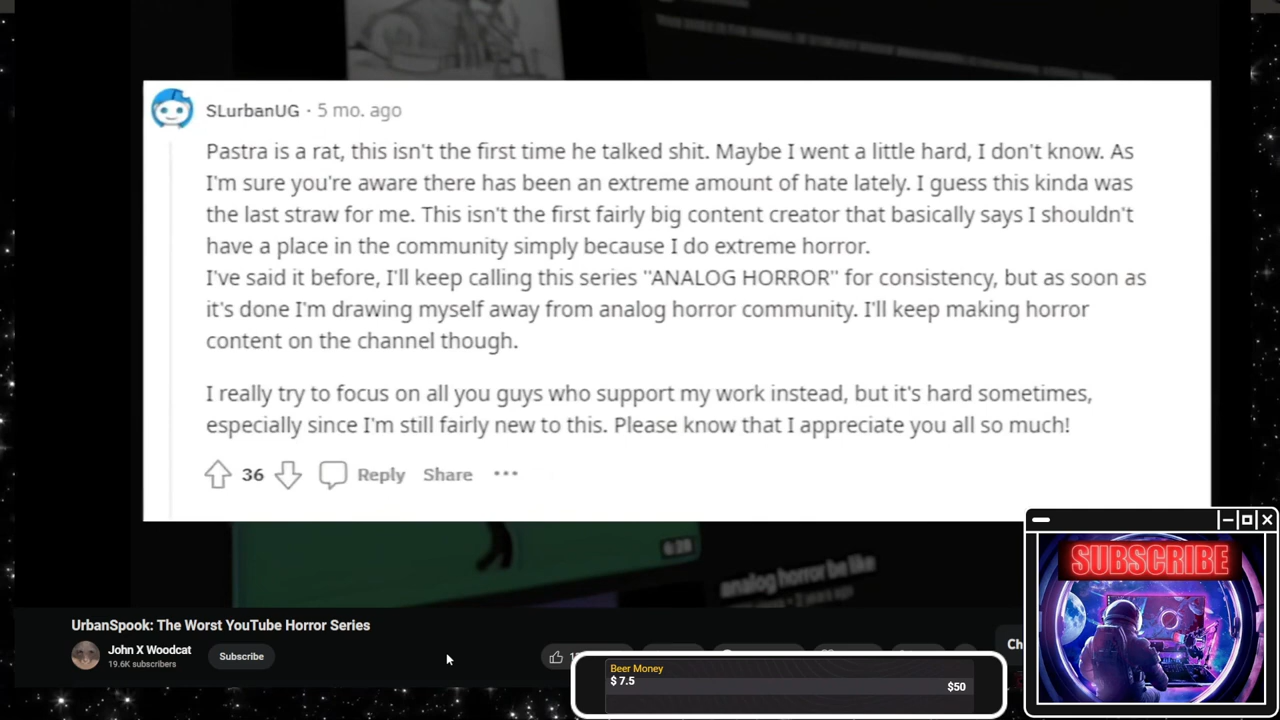 SLurbanUG · 5 mo. ago
Pastra is a rat, this isn't the first time he talked shit. Maybe I went a little hard, I don't know. As
I'm sure you're aware there has been an extreme amount of hate lately. I guess this kinda was
the last straw for me. This isn't the first fairly big content creator that basically says I shouldn't
have a place in the community simply because I do extreme horror.
I've said it before, I'll keep calling this series "ANALOG HORROR" for consistency, but as soon as
it's done I'm drawing myself away from analog horror community. I'll keep making horror
content on the channel though.
I really try to focus on all you guys who support my work instead, but it's hard sometimes,
especially since I'm still fairly new to this. Please know that I appreciate you all so much!
36 Reply Share ···
analog horror be like
UrbanSpook: The Worst YouTube Horror Series
John X Woodcat
19.6K subscribers
Subscribe
Beer Money
$ 7.5
$50
SUBSCRIBE